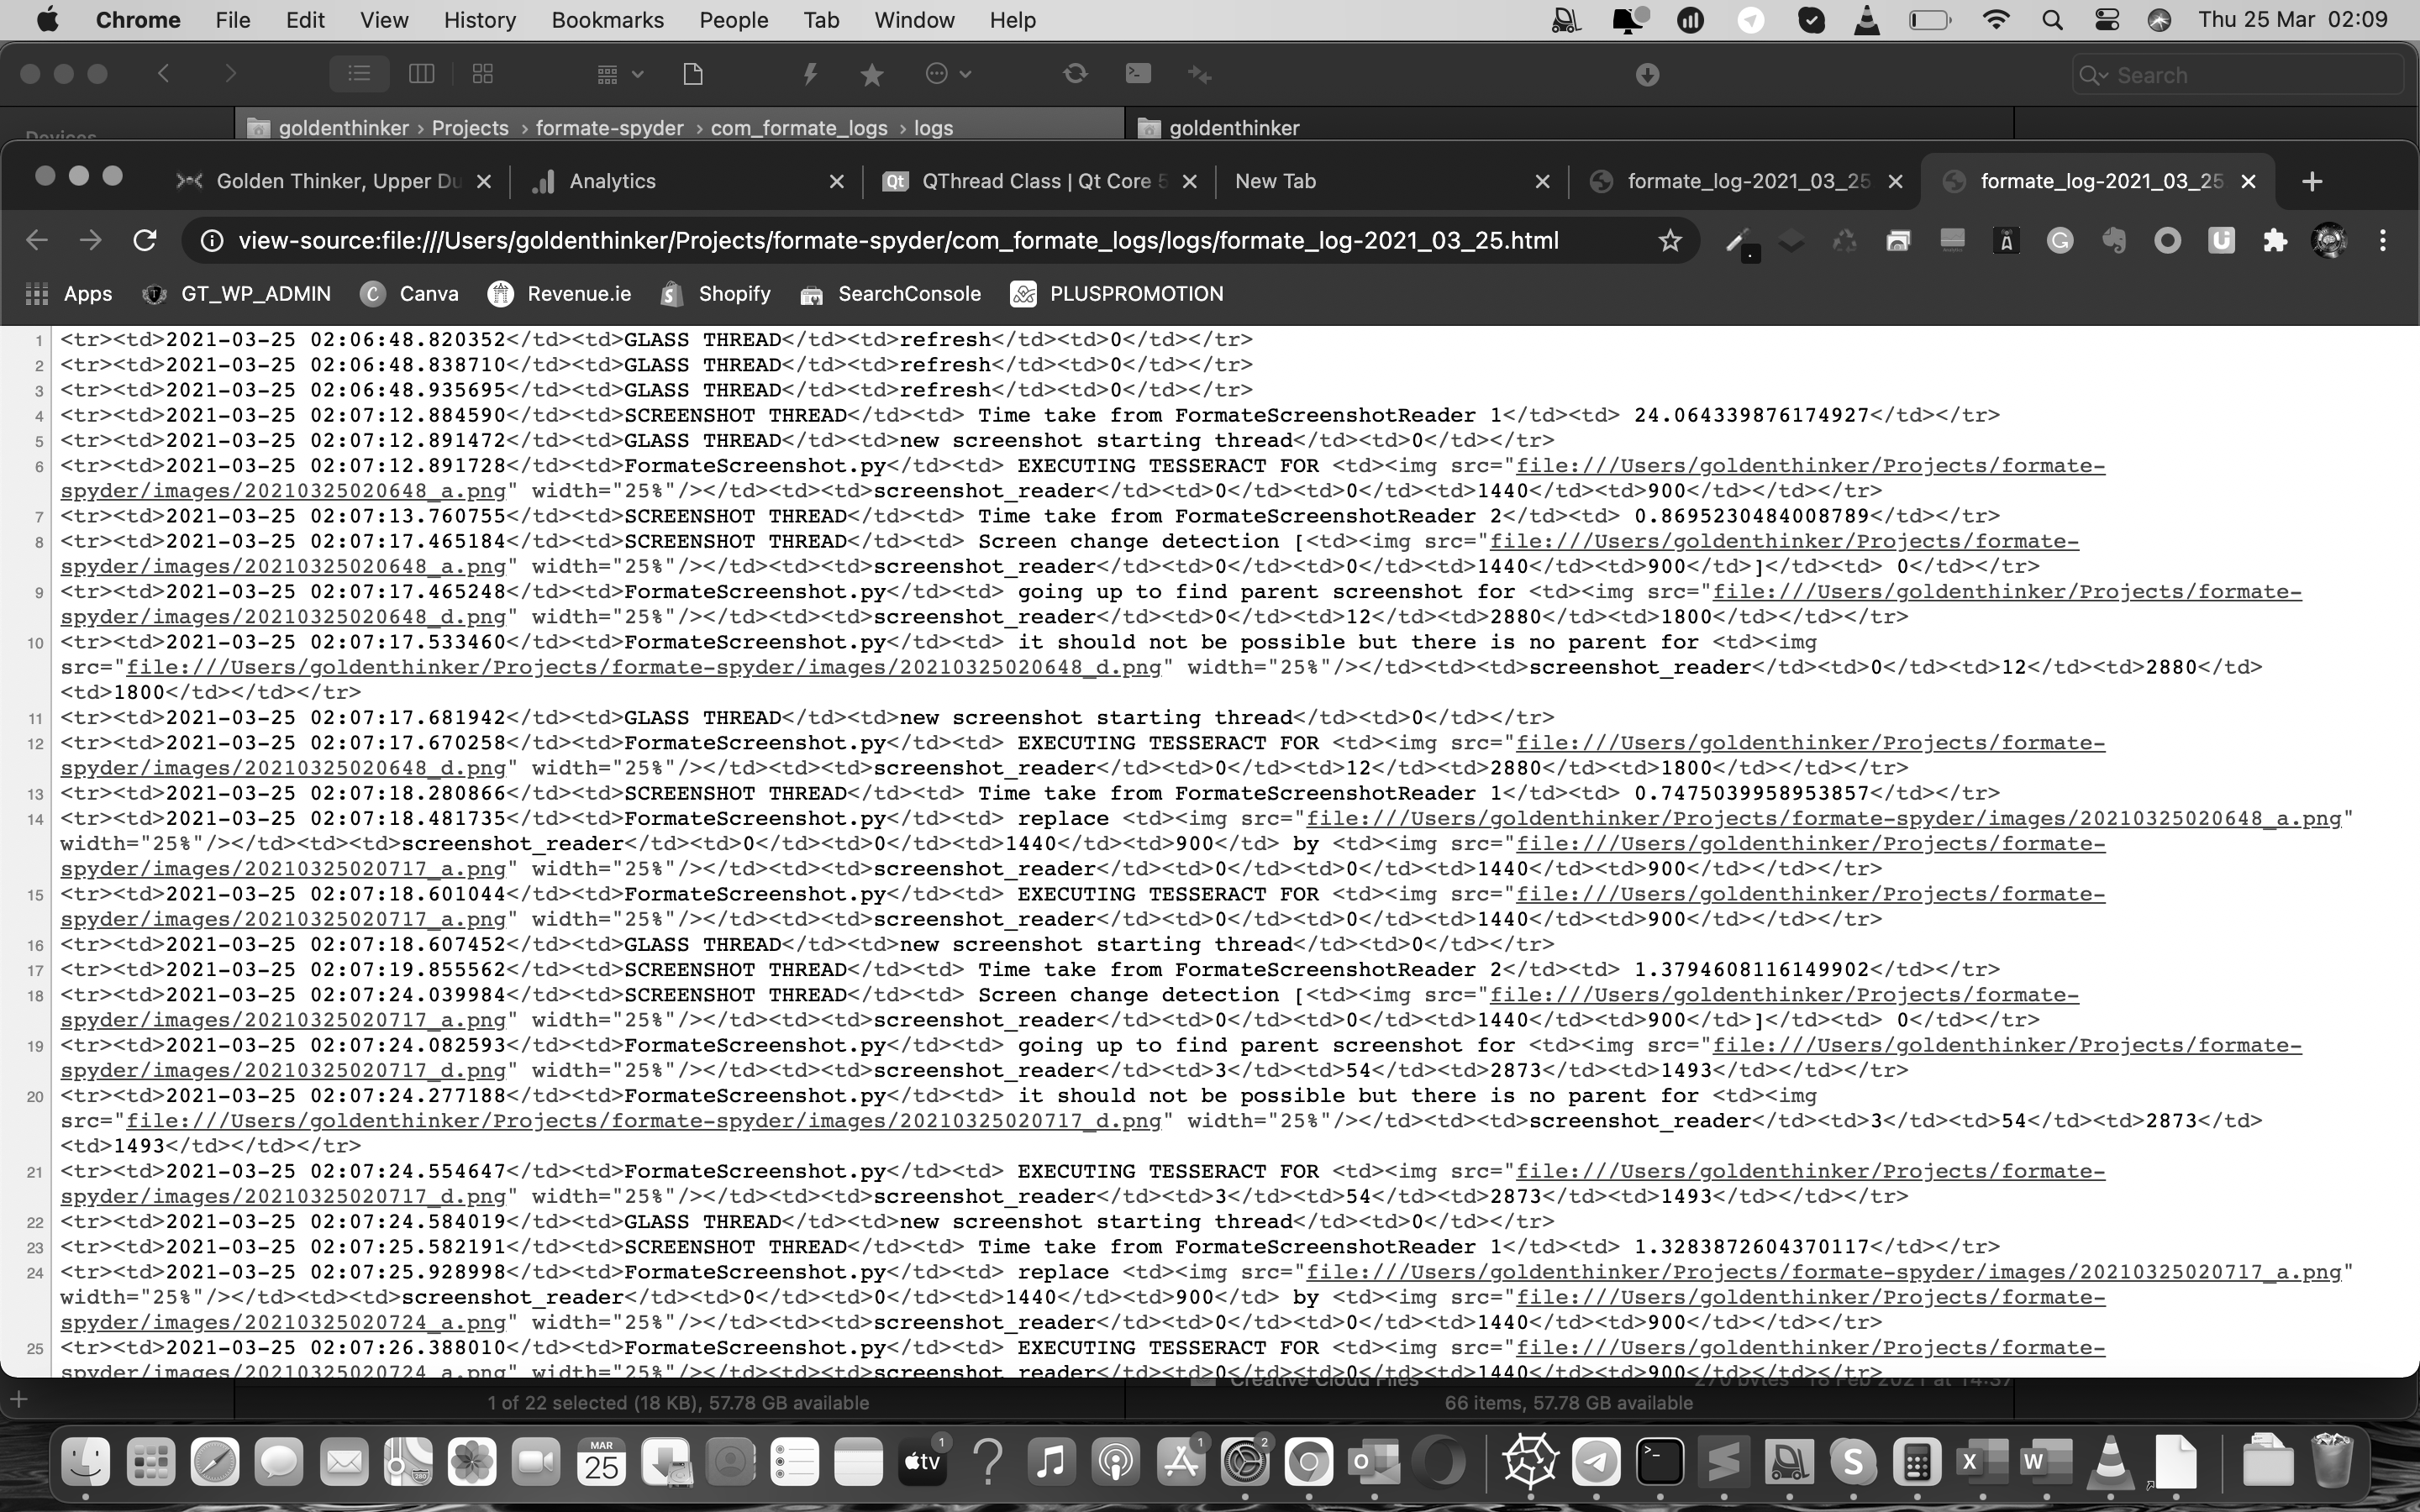 Chrome File Edit View History Bookmarks People Tab Window Help Thu 25 Mar 02:09
Search
goldenthinker › Projects › formate-spyder › com_formate_logs › logs
goldenthinker
Golden Thinker, Upper Du
Analytics
QThread Class | Qt Core 5
New Tab
formate_log-2021_03_25
formate_log-2021_03_25
view-source:file:///Users/goldenthinker/Projects/formate-spyder/com_formate_logs/logs/formate_log-2021_03_25.html
Apps GT_WP_ADMIN Canva Revenue.ie Shopify SearchConsole PLUSPROMOTION
1 <tr><td>2021-03-25 02:06:48.820352</td><td>GLASS THREAD</td><td>refresh</td><td>0</td></tr>
2 <tr><td>2021-03-25 02:06:48.838710</td><td>GLASS THREAD</td><td>refresh</td><td>0</td></tr>
3 <tr><td>2021-03-25 02:06:48.935695</td><td>GLASS THREAD</td><td>refresh</td><td>0</td></tr>
4 <tr><td>2021-03-25 02:07:12.884590</td><td>SCREENSHOT THREAD</td><td> Time take from FormateScreenshotReader 1</td><td> 24.064339876174927</td></tr>
5 <tr><td>2021-03-25 02:07:12.891472</td><td>GLASS THREAD</td><td>new screenshot starting thread</td><td>0</td></tr>
6 <tr><td>2021-03-25 02:07:12.891728</td><td>FormateScreenshot.py</td><td> EXECUTING TESSERACT FOR <td><img src="file:///Users/goldenthinker/Projects/formate-
spyder/images/20210325020648_a.png" width="25%"/></td><td><td>screenshot_reader</td><td>0</td><td>0</td><td>1440</td><td>900</td></td></tr>
7 <tr><td>2021-03-25 02:07:13.760755</td><td>SCREENSHOT THREAD</td><td> Time take from FormateScreenshotReader 2</td><td> 0.8695230484008789</td></tr>
8 <tr><td>2021-03-25 02:07:17.465184</td><td>SCREENSHOT THREAD</td><td> Screen change detection [<td><img src="file:///Users/goldenthinker/Projects/formate-
spyder/images/20210325020648_a.png" width="25%"/></td><td><td>screenshot_reader</td><td>0</td><td>0</td><td>1440</td><td>900</td>]</td><td> 0</td></tr>
9 <tr><td>2021-03-25 02:07:17.465248</td><td>FormateScreenshot.py</td><td> going up to find parent screenshot for <td><img src="file:///Users/goldenthinker/Projects/formate-
spyder/images/20210325020648_d.png" width="25%"/></td><td><td>screenshot_reader</td><td>0</td><td>12</td><td>2880</td><td>1800</td></td></tr>
10 <tr><td>2021-03-25 02:07:17.533460</td><td>FormateScreenshot.py</td><td> it should not be possible but there is no parent for <td><img
src="file:///Users/goldenthinker/Projects/formate-spyder/images/20210325020648_d.png" width="25%"/></td><td><td>screenshot_reader</td><td>0</td><td>12</td><td>2880</td>
<td>1800</td></td></tr>
11 <tr><td>2021-03-25 02:07:17.681942</td><td>GLASS THREAD</td><td>new screenshot starting thread</td><td>0</td></tr>
12 <tr><td>2021-03-25 02:07:17.670258</td><td>FormateScreenshot.py</td><td> EXECUTING TESSERACT FOR <td><img src="file:///Users/goldenthinker/Projects/formate-
spyder/images/20210325020648_d.png" width="25%"/></td><td><td>screenshot_reader</td><td>0</td><td>12</td><td>2880</td><td>1800</td></td></tr>
13 <tr><td>2021-03-25 02:07:18.280866</td><td>SCREENSHOT THREAD</td><td> Time take from FormateScreenshotReader 1</td><td> 0.7475039958953857</td></tr>
14 <tr><td>2021-03-25 02:07:18.481735</td><td>FormateScreenshot.py</td><td> replace <td><img src="file:///Users/goldenthinker/Projects/formate-spyder/images/20210325020648_a.png"
width="25%"/></td><td><td>screenshot_reader</td><td>0</td><td>0</td><td>1440</td><td>900</td> by <td><img src="file:///Users/goldenthinker/Projects/formate-
spyder/images/20210325020717_a.png" width="25%"/></td><td><td>screenshot_reader</td><td>0</td><td>0</td><td>1440</td><td>900</td></td></tr>
15 <tr><td>2021-03-25 02:07:18.601044</td><td>FormateScreenshot.py</td><td> EXECUTING TESSERACT FOR <td><img src="file:///Users/goldenthinker/Projects/formate-
spyder/images/20210325020717_a.png" width="25%"/></td><td><td>screenshot_reader</td><td>0</td><td>0</td><td>1440</td><td>900</td></td></tr>
16 <tr><td>2021-03-25 02:07:18.607452</td><td>GLASS THREAD</td><td>new screenshot starting thread</td><td>0</td></tr>
17 <tr><td>2021-03-25 02:07:19.855562</td><td>SCREENSHOT THREAD</td><td> Time take from FormateScreenshotReader 2</td><td> 1.3794608116149902</td></tr>
18 <tr><td>2021-03-25 02:07:24.039984</td><td>SCREENSHOT THREAD</td><td> Screen change detection [<td><img src="file:///Users/goldenthinker/Projects/formate-
spyder/images/20210325020717_a.png" width="25%"/></td><td><td>screenshot_reader</td><td>0</td><td>0</td><td>1440</td><td>900</td>]</td><td> 0</td></tr>
19 <tr><td>2021-03-25 02:07:24.082593</td><td>FormateScreenshot.py</td><td> going up to find parent screenshot for <td><img src="file:///Users/goldenthinker/Projects/formate-
spyder/images/20210325020717_d.png" width="25%"/></td><td><td>screenshot_reader</td><td>3</td><td>54</td><td>2873</td><td>1493</td></td></tr>
20 <tr><td>2021-03-25 02:07:24.277188</td><td>FormateScreenshot.py</td><td> it should not be possible but there is no parent for <td><img
src="file:///Users/goldenthinker/Projects/formate-spyder/images/20210325020717_d.png" width="25%"/></td><td><td>screenshot_reader</td><td>3</td><td>54</td><td>2873</td>
<td>1493</td></td></tr>
21 <tr><td>2021-03-25 02:07:24.554647</td><td>FormateScreenshot.py</td><td> EXECUTING TESSERACT FOR <td><img src="file:///Users/goldenthinker/Projects/formate-
spyder/images/20210325020717_d.png" width="25%"/></td><td><td>screenshot_reader</td><td>3</td><td>54</td><td>2873</td><td>1493</td></td></tr>
22 <tr><td>2021-03-25 02:07:24.584019</td><td>GLASS THREAD</td><td>new screenshot starting thread</td><td>0</td></tr>
23 <tr><td>2021-03-25 02:07:25.582191</td><td>SCREENSHOT THREAD</td><td> Time take from FormateScreenshotReader 1</td><td> 1.3283872604370117</td></tr>
24 <tr><td>2021-03-25 02:07:25.928998</td><td>FormateScreenshot.py</td><td> replace <td><img src="file:///Users/goldenthinker/Projects/formate-spyder/images/20210325020717_a.png"
width="25%"/></td><td><td>screenshot_reader</td><td>0</td><td>0</td><td>1440</td><td>900</td> by <td><img src="file:///Users/goldenthinker/Projects/formate-
spyder/images/20210325020724_a.png" width="25%"/></td><td><td>screenshot_reader</td><td>0</td><td>0</td><td>1440</td><td>900</td></td></tr>
25 <tr><td>2021-03-25 02:07:26.388010</td><td>FormateScreenshot.py</td><td> EXECUTING TESSERACT FOR <td><img src="file:///Users/goldenthinker/Projects/formate-
spyder/images/20210325020724_a.png" width="25%"/></td><td><td>screenshot_reader</td><td>0</td><td>0</td><td>1440</td><td>900</td></td></tr>
Creative Cloud Files 270 bytes 18 Feb 2021 at 14:37
1 of 22 selected (18 KB), 57.78 GB available
66 items, 57.78 GB available
MAR
25
tv
1
1
2
280